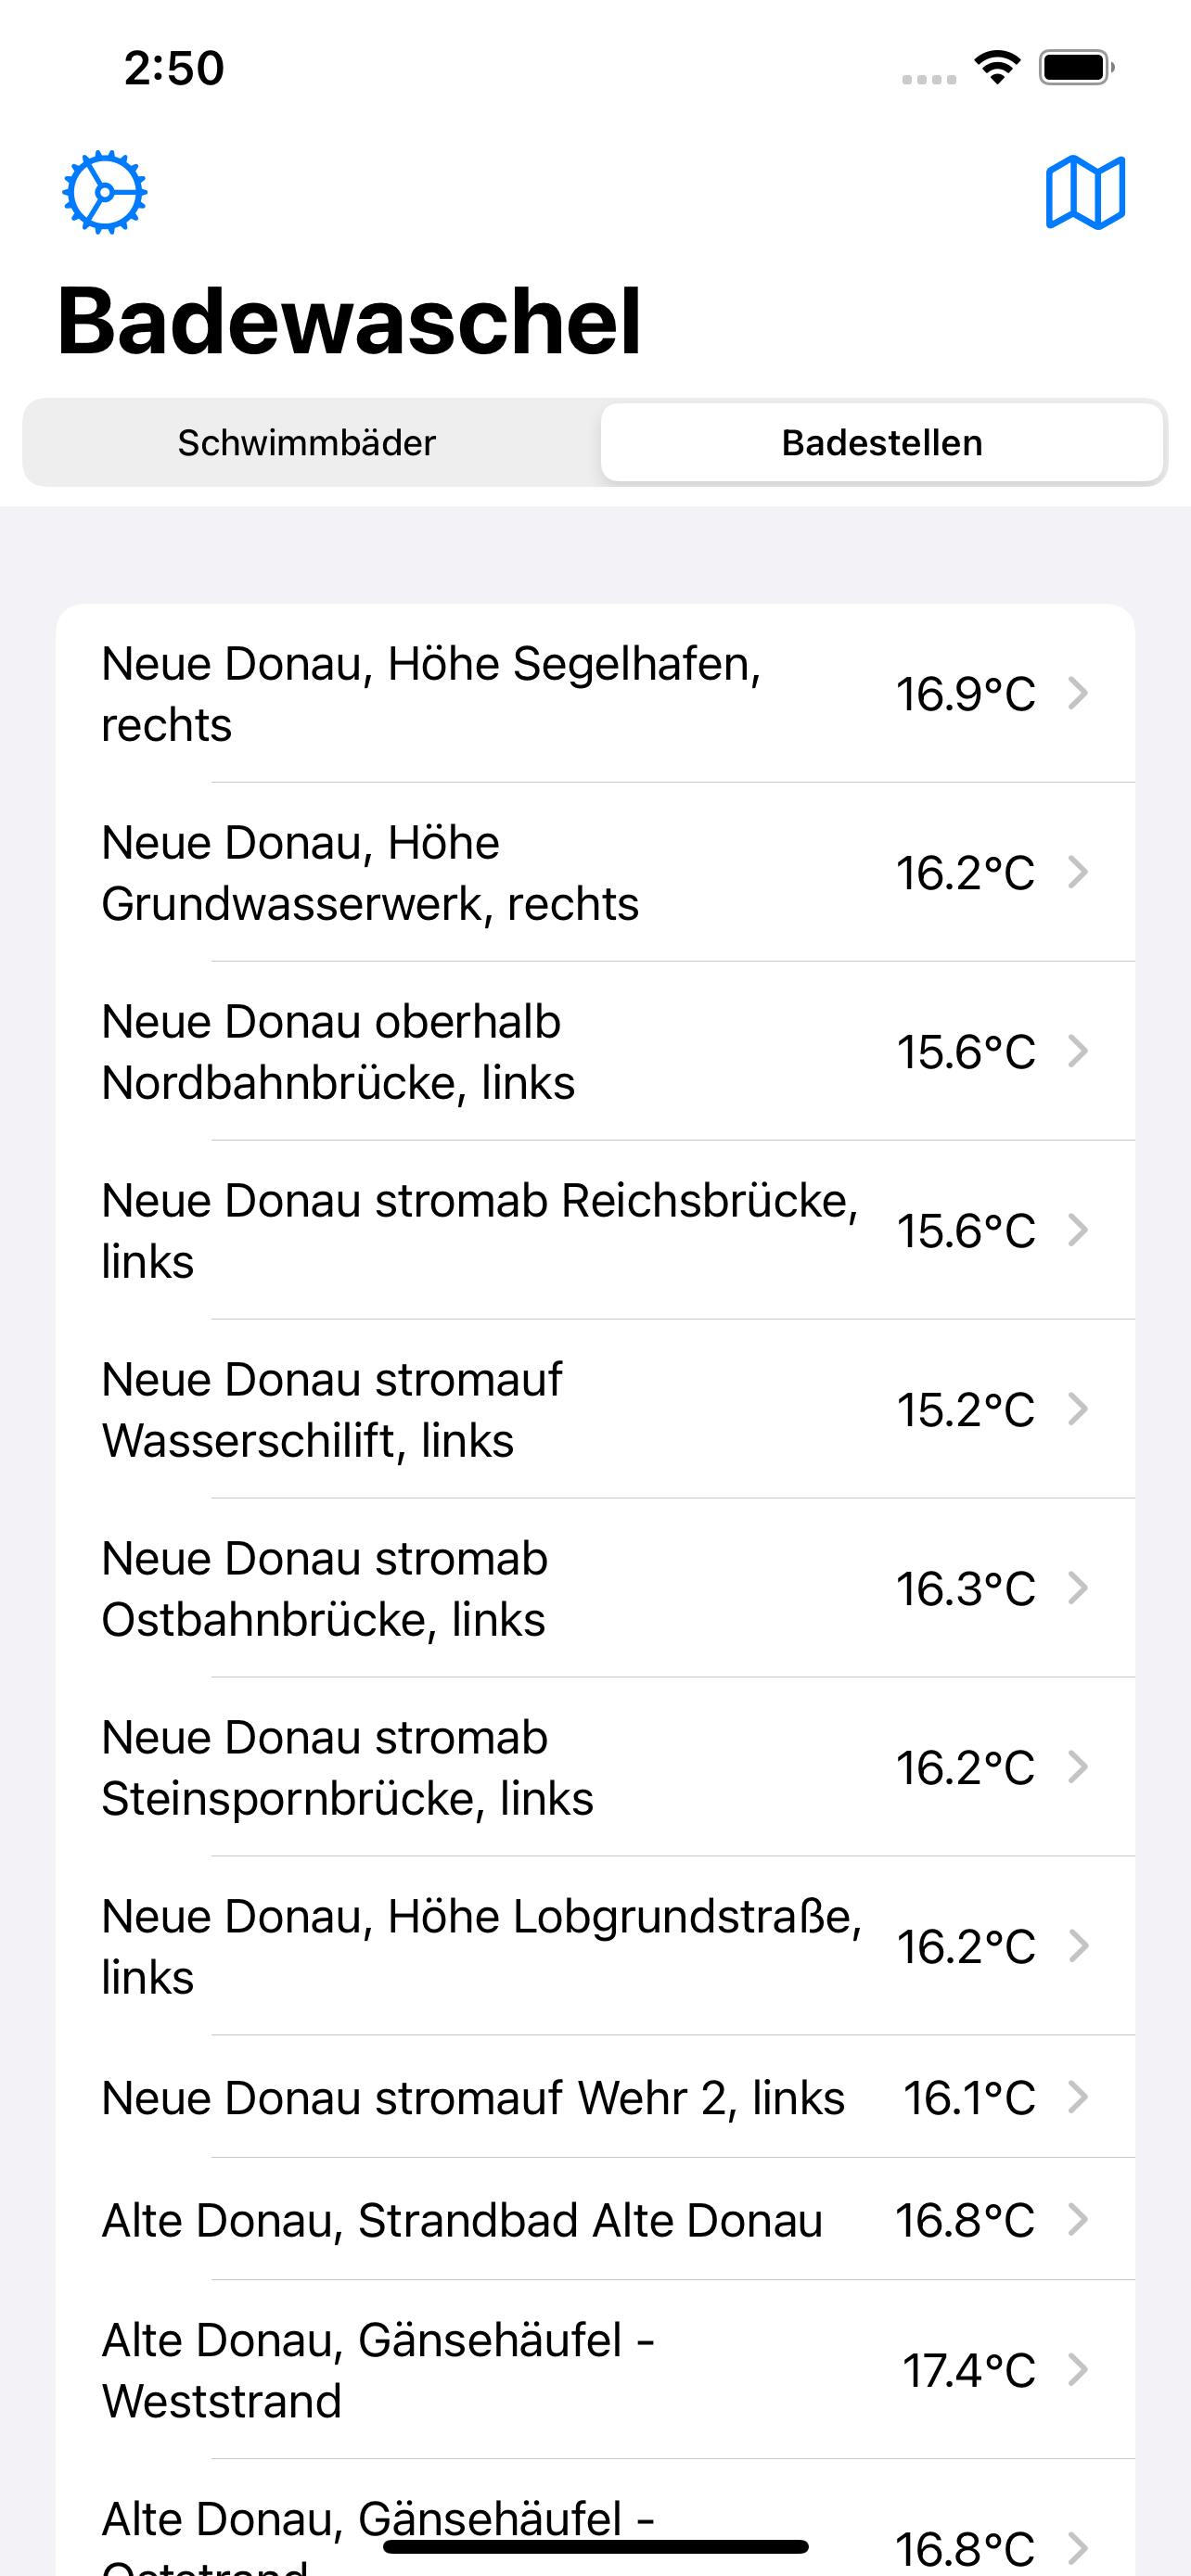 2:50
Badewaschel
Schwimmbäder
Badestellen
Neue Donau, Höhe Segelhafen,
rechts
16.9°C
Neue Donau, Höhe
Grundwasserwerk, rechts
16.2°C
Neue Donau oberhalb
Nordbahnbrücke, links
15.6°C
Neue Donau stromab Reichsbrücke,
links
15.6°C
Neue Donau stromauf
Wasserschilift, links
15.2°C
Neue Donau stromab
Ostbahnbrücke, links
16.3°C
Neue Donau stromab
Steinspornbrücke, links
16.2°C
Neue Donau, Höhe Lobgrundstraße,
links
16.2°C
Neue Donau stromauf Wehr 2, links
16.1°C
Alte Donau, Strandbad Alte Donau
16.8°C
Alte Donau, Gänsehäufel -
Weststrand
17.4°C
Alte Donau, Gänsehäufel -
16.8°C